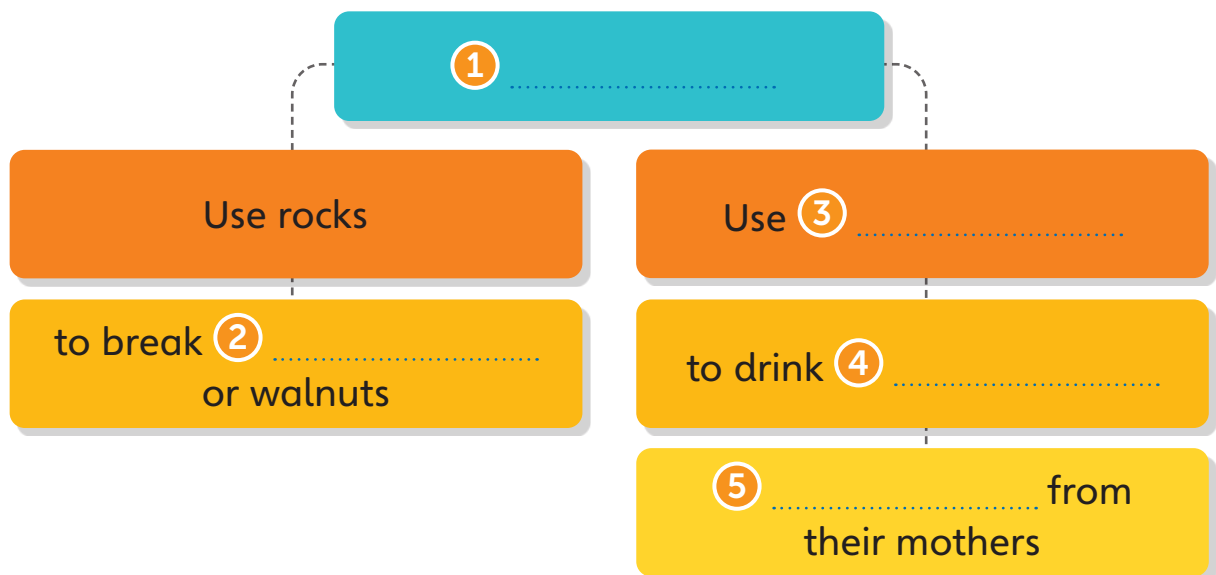 1 ................................
Use rocks
to break 2 ................................
or walnuts
Use 3 ................................
to drink 4 ................................
5 ................................ from
their mothers